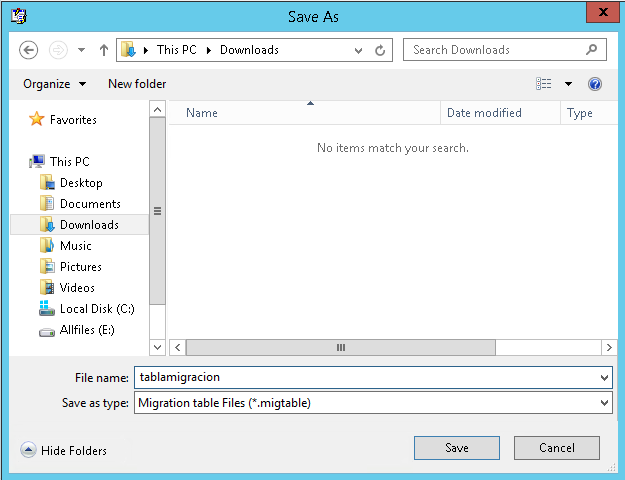 Save As
X
This PC Downloads
Search Downloads
Organize New folder
Name Date modified Type
No items match your search.
Favorites
This PC
Desktop
Documents
Downloads
Music
Pictures
Videos
Local Disk (C:)
Allfiles (E:)
File name: tablamigracion
Save as type: Migration table Files (*.migtable)
Hide Folders Save Cancel